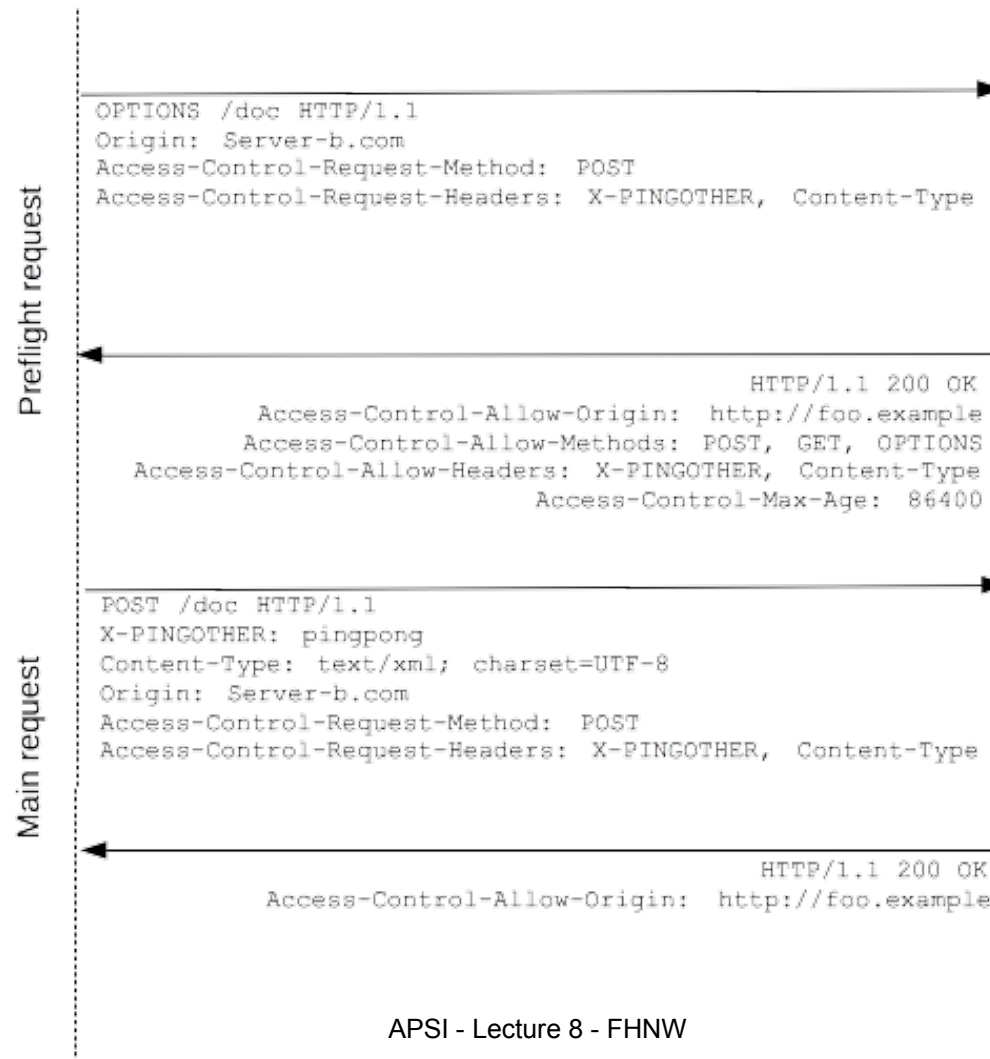 Preflight request
OPTIONS /doc HTTP/1.1
Origin: Server-b.com
Access-Control-Request-Method: POST
Access-Control-Request-Headers: X-PINGOTHER, Content-Type
HTTP/1.1 200 OK
Access-Control-Allow-Origin: http://foo.example
Access-Control-Allow-Methods: POST, GET, OPTIONS
Access-Control-Allow-Headers: X-PINGOTHER, Content-Type
Access-Control-Max-Age: 86400
Main request
POST /doc HTTP/1.1
X-PINGOTHER: pingpong
Content-Type: text/xml; charset=UTF-8
Origin: Server-b.com
Access-Control-Request-Method: POST
Access-Control-Request-Headers: X-PINGOTHER, Content-Type
HTTP/1.1 200 OK
Access-Control-Allow-Origin: http://foo.example
APSI - Lecture 8 - FHNW